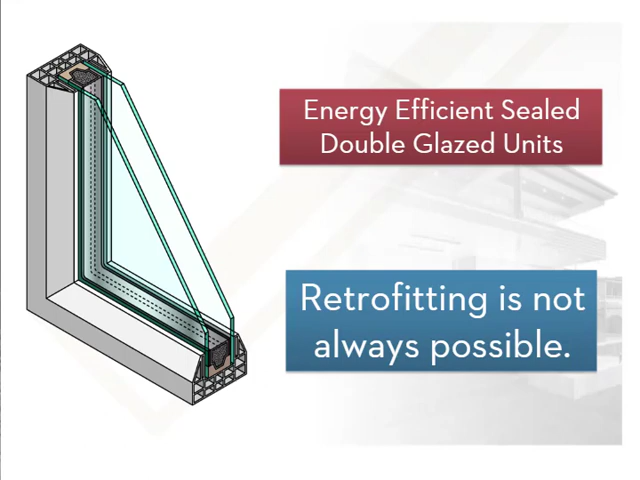 Energy Efficient Sealed
Double Glazed Units
Retrofitting is not
always possible.